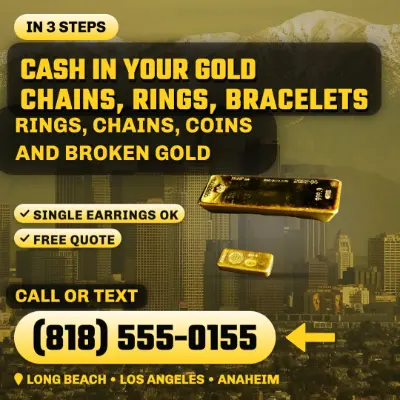 IN 3 STEPS
CASH IN YOUR GOLD
CHAINS, RINGS, BRACELETS
RINGS, CHAINS, COINS
AND BROKEN GOLD
SINGLE EARRINGS OK
FREE QUOTE
CALL OR TEXT
(818) 555-0155
LONG BEACH • LOS ANGELES • ANAHEIM